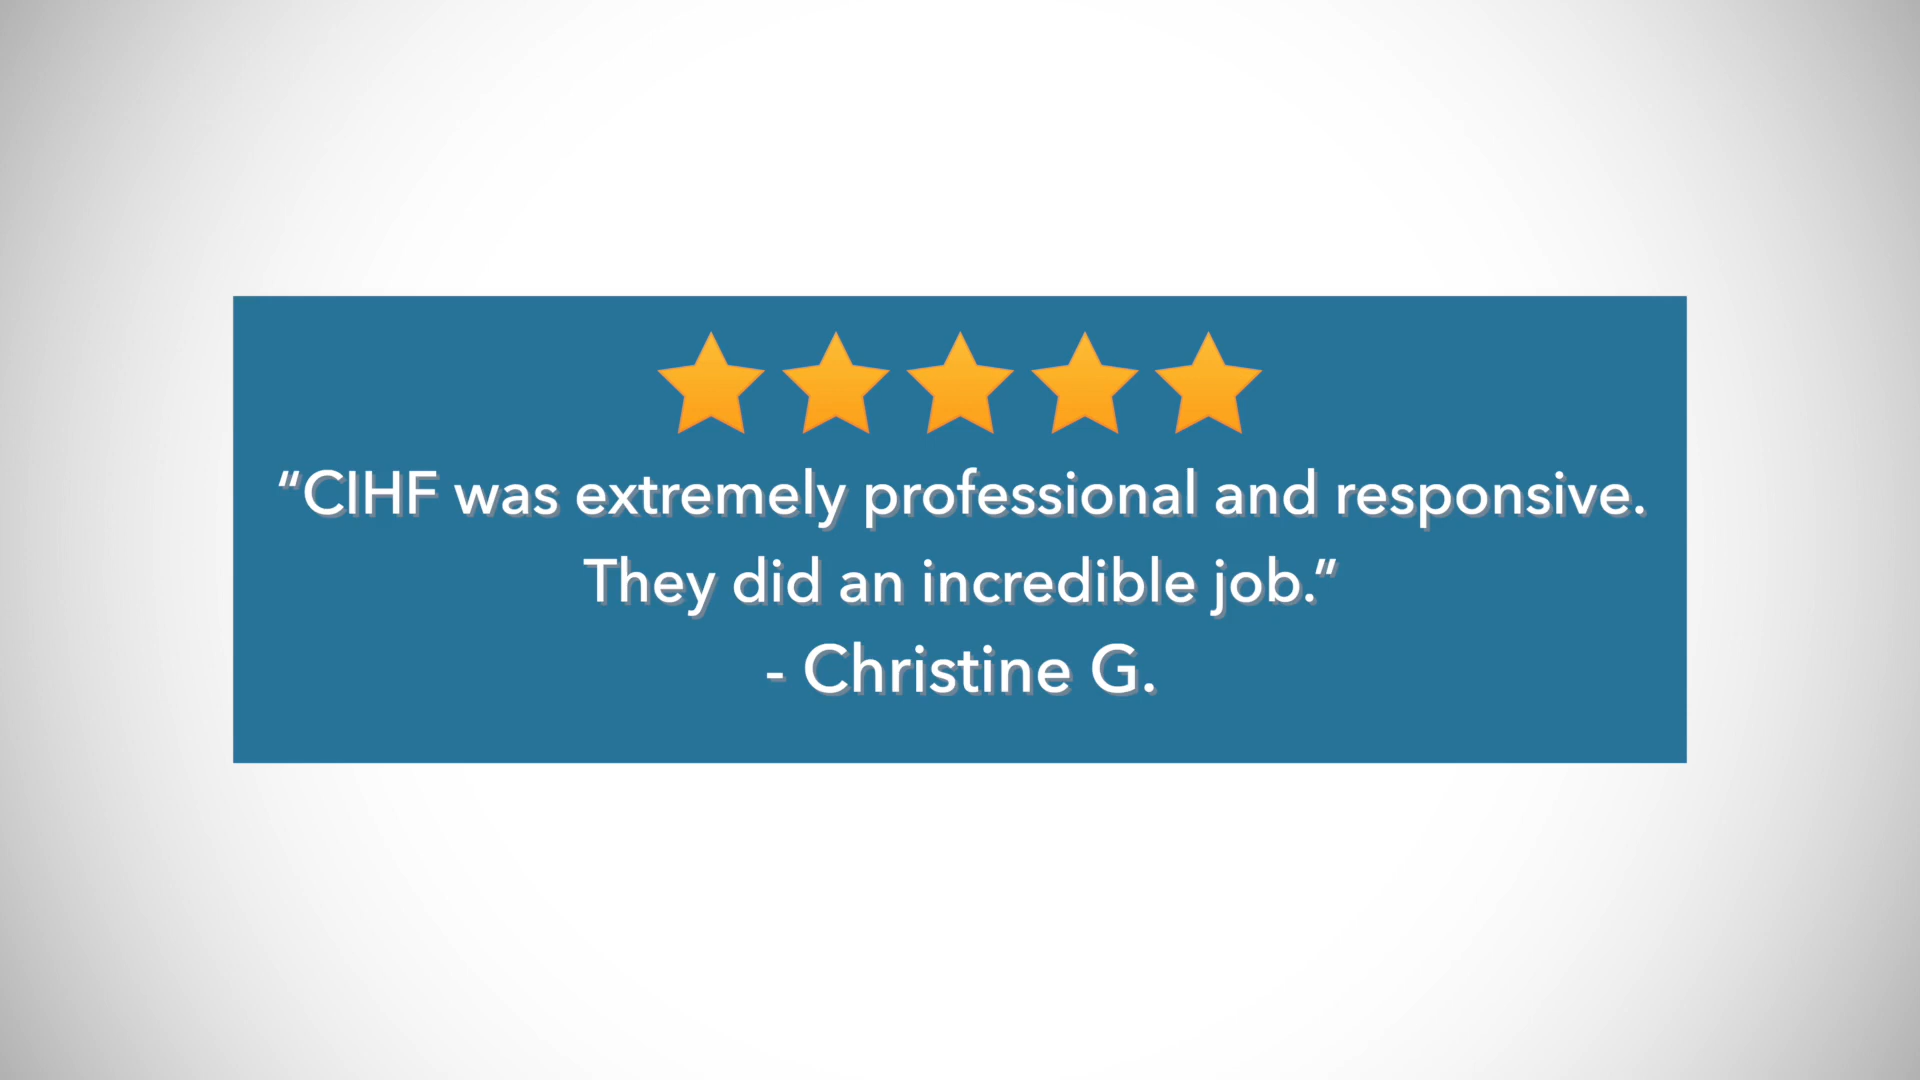 “CIHF was extremely professional and responsive.
They did an incredible job.”
- Christine G.